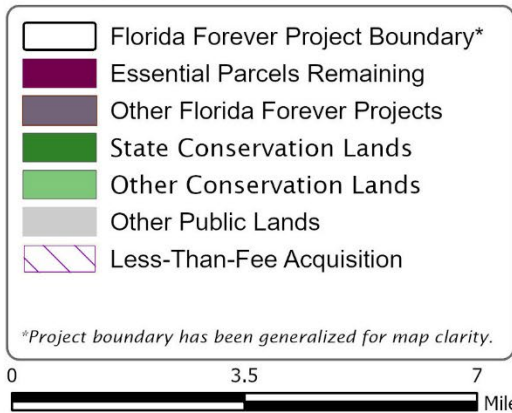 Florida Forever Project Boundary*
Essential Parcels Remaining
Other Florida Forever Projects
State Conservation Lands
Other Conservation Lands
Other Public Lands
Less-Than-Fee Acquisition
*Project boundary has been generalized for map clarity.
0 3.5 7
Mile